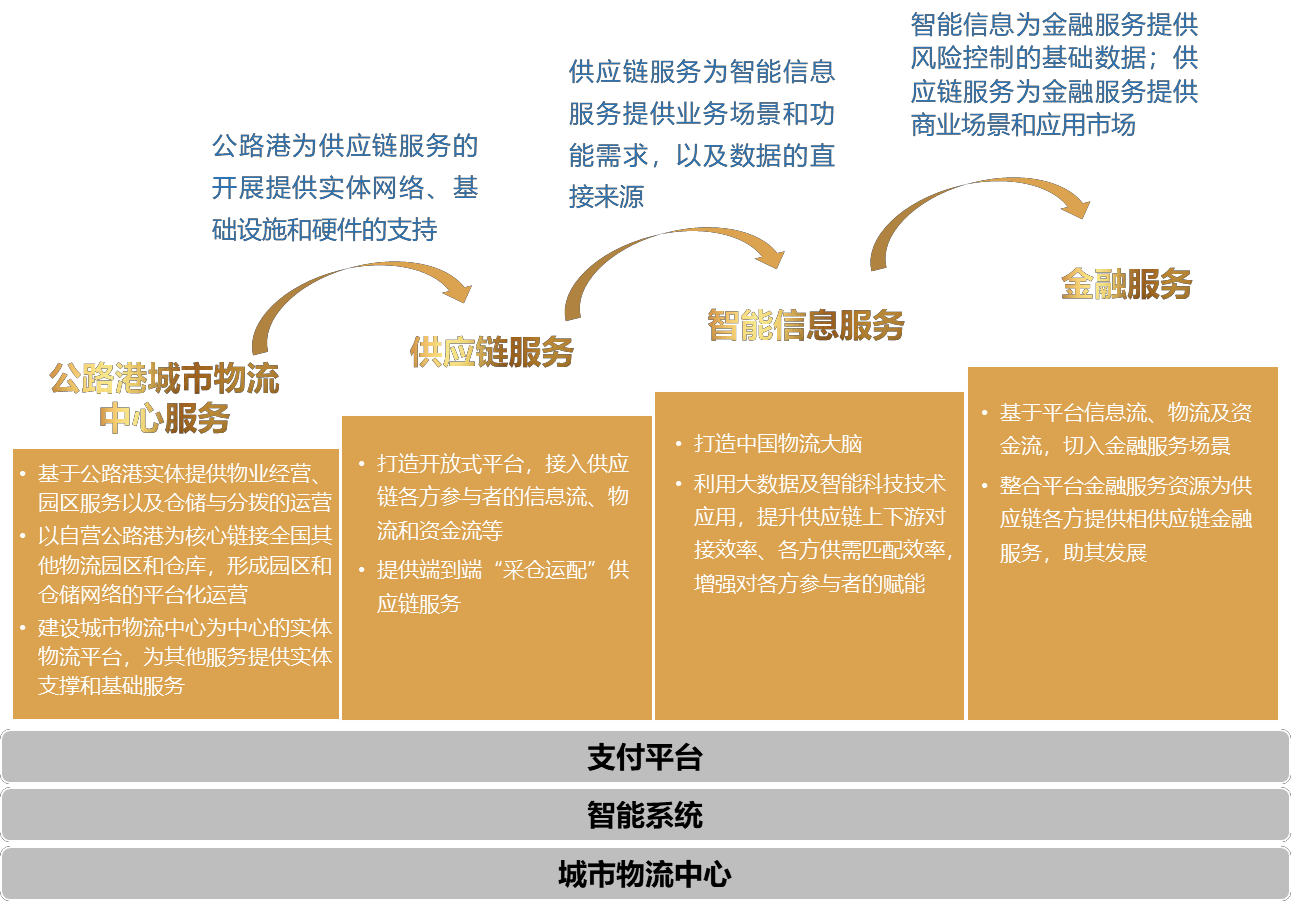 智能信息为金融服务提供
风险控制的基础数据；供
应链服务为金融服务提供
商业场景和应用市场
供应链服务为智能信息
服务提供业务场景和功
能需求，以及数据的直
接来源
公路港为供应链服务的
开展提供实体网络、基
础设施和硬件的支持
公路港城市物流
中心服务
供应链服务
智能信息服务
金融服务
• 基于公路港实体提供物业经营、
园区服务以及仓储与分拨的运营
• 以自营公路港为核心链接全国其
他物流园区和仓库，形成园区和
仓储网络的平台化运营
• 建设城市物流中心为中心的实体
物流平台，为其他服务提供实体
支撑和基础服务
• 打造开放式平台，接入供应
链各方参与者的信息流、物
流和资金流等
• 提供端到端“采仓运配”供
应链服务
• 打造中国物流大脑
• 利用大数据及智能科技技术
应用，提升供应链上下游对
接效率、各方供需匹配效率，
增强对各方参与者的赋能
• 基于平台信息流、物流及资
金流，切入金融服务场景
• 整合平台金融服务资源为供
应链各方提供相供应链金融
服务，助其发展
支付平台
智能系统
城市物流中心